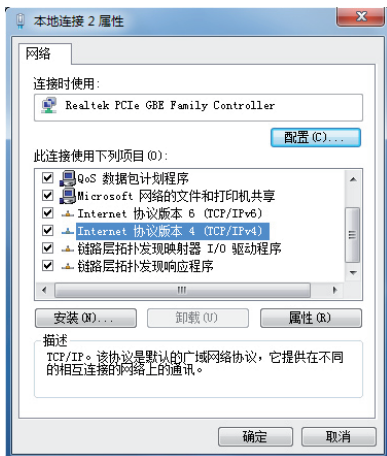 本地连接 2 属性
网络
连接时使用:
Realtek PCIe GBE Family Controller
配置(C)...
此连接使用下列项目(O):
QoS 数据包计划程序
Microsoft 网络的文件和打印机共享
Internet 协议版本 6 (TCP/IPv6)
Internet 协议版本 4 (TCP/IPv4)
链路层拓扑发现映射器 I/O 驱动程序
链路层拓扑发现响应程序
安装(N)...
卸载(U)
属性(R)
描述
TCP/IP。该协议是默认的广域网络协议，它提供在不同
的相互连接的网络上的通讯。
确定
取消